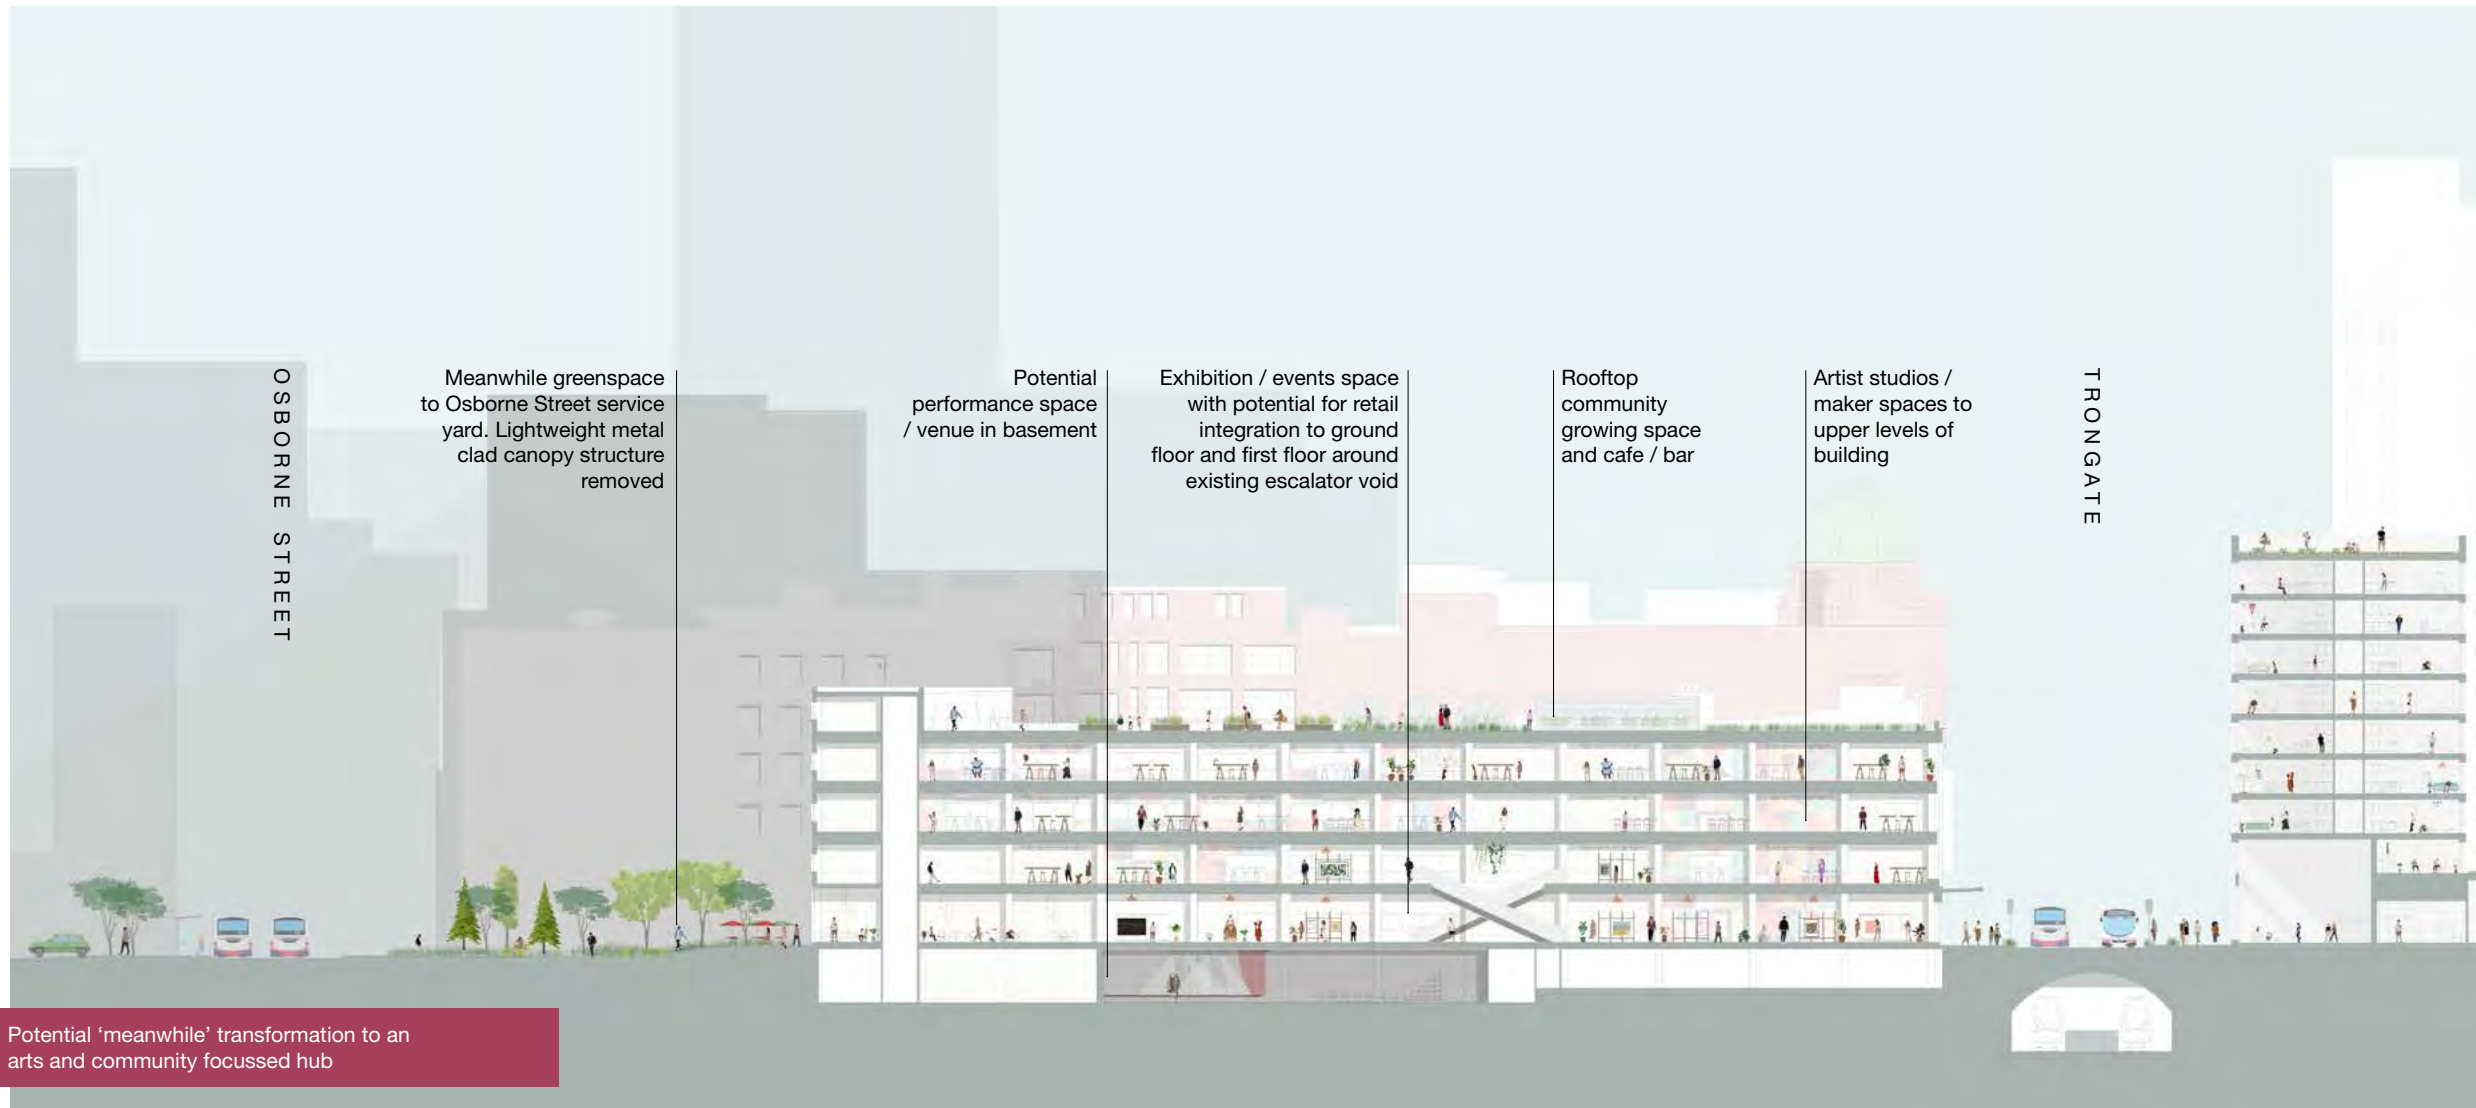 OSBORNE STREET
Meanwhile greenspace
to Osborne Street service
yard. Lightweight metal
clad canopy structure
removed
Potential
performance space
/ venue in basement
Exhibition / events space
with potential for retail
integration to ground
floor and first floor around
existing escalator void
Rooftop
community
growing space
and cafe / bar
Artist studios /
maker spaces to
upper levels of
building
TRONGATE
Potential ‘meanwhile’ transformation to an
arts and community focussed hub